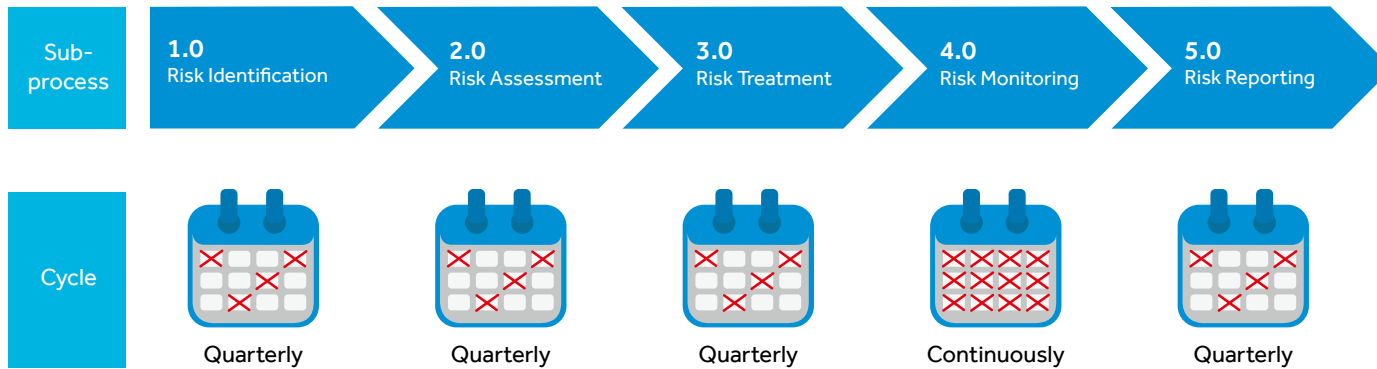 Sub-
process
1.0
Risk Identification
2.0
Risk Assessment
3.0
Risk Treatment
4.0
Risk Monitoring
5.0
Risk Reporting
Cycle
Quarterly
Quarterly
Quarterly
Continuously
Quarterly